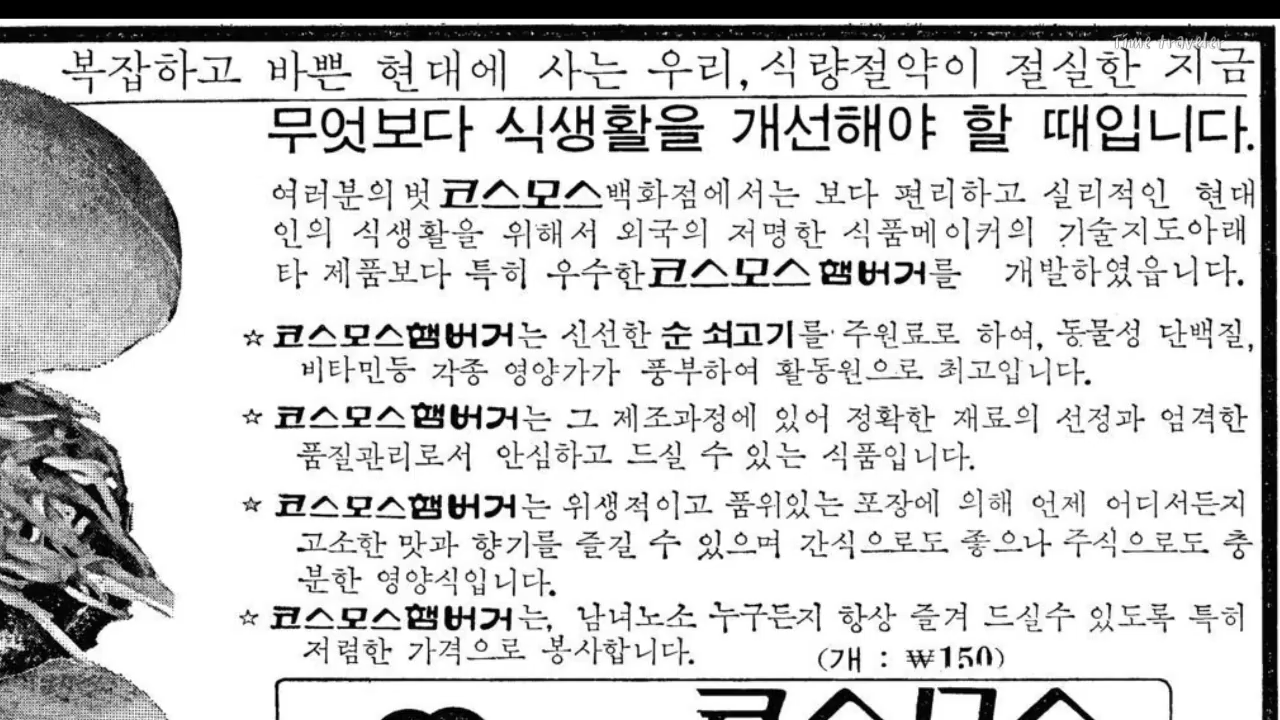 Time traveler
복잡하고 바쁜 현대에 사는 우리, 식량절약이 절실한 지금
무엇보다 식생활을 개선해야 할 때입니다.
여러분의 벗 코스모스백화점에서는 보다 편리하고 실리적인 현대
인의 식생활을 위해서 외국의 저명한 식품메이커의 기술지도아래
타 제품보다 특히 우수한 코스모스 햄버거를 개발하였읍니다.
☆ 코스모스햄버거는 신선한 순 쇠고기를 주원료로 하여, 동물성 단백질,
비타민등 각종 영양가가 풍부하여 활동원으로 최고입니다.
☆ 코스모스햄버거는 그 제조과정에 있어 정확한 재료의 선정과 엄격한
품질관리로서 안심하고 드실 수 있는 식품입니다.
☆ 코스모스햄버거는 위생적이고 품위있는 포장에 의해 언제 어디서든지
고소한 맛과 향기를 즐길 수 있으며 간식으로도 좋으나 주식으로도 충
분한 영양식입니다.
☆ 코스모스햄버거는, 남녀노소 누구든지 항상 즐겨 드실수 있도록 특히
저렴한 가격으로 봉사합니다. (개 : ₩150)
코스모스